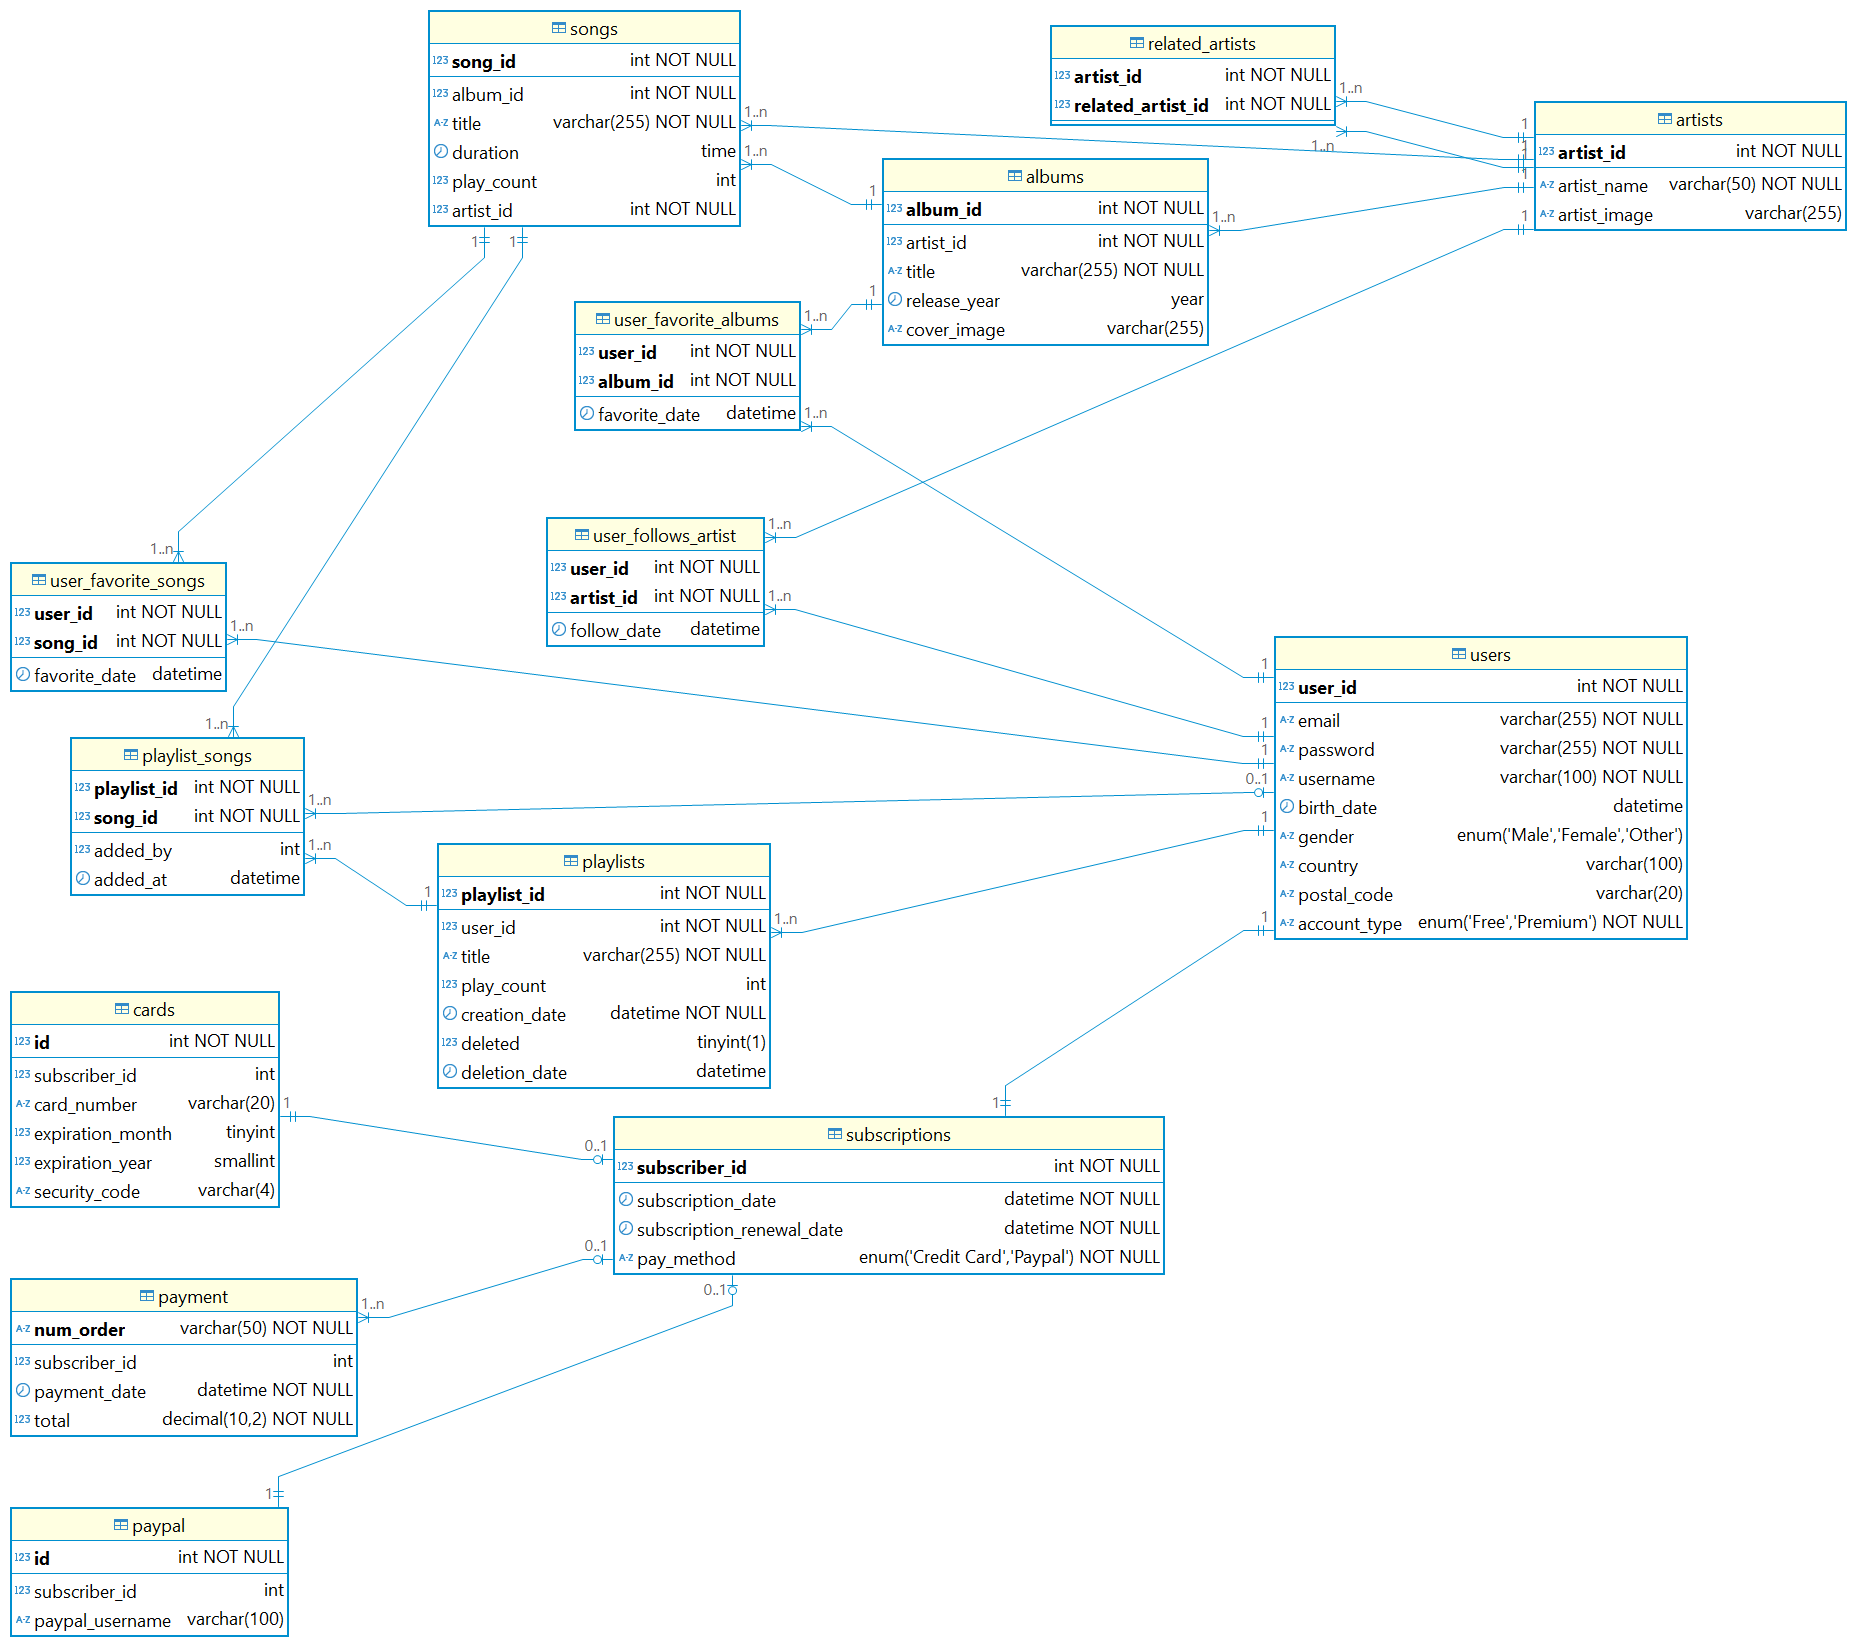 songs
123 song_id int NOT NULL
123 album_id int NOT NULL
A-Z title varchar(255) NOT NULL
duration time
123 play_count int
123 artist_id int NOT NULL
1..n
1..n
1
1
related_artists
123 artist_id int NOT NULL
123 related_artist_id int NOT NULL
1..n
1..n
artists
123 artist_id int NOT NULL
A-Z artist_name varchar(50) NOT NULL
A-Z artist_image varchar(255)
1
1
1
1
1
albums
123 album_id int NOT NULL
123 artist_id int NOT NULL
A-Z title varchar(255) NOT NULL
release_year year
A-Z cover_image varchar(255)
1
1
1..n
user_favorite_albums
123 user_id int NOT NULL
123 album_id int NOT NULL
favorite_date datetime
1..n
1..n
user_follows_artist
123 user_id int NOT NULL
123 artist_id int NOT NULL
follow_date datetime
1..n
1..n
1..n
user_favorite_songs
123 user_id int NOT NULL
123 song_id int NOT NULL
favorite_date datetime
1..n
users
123 user_id int NOT NULL
A-Z email varchar(255) NOT NULL
A-Z password varchar(255) NOT NULL
A-Z username varchar(100) NOT NULL
birth_date datetime
A-Z gender enum('Male','Female','Other')
A-Z country varchar(100)
A-Z postal_code varchar(20)
A-Z account_type enum('Free','Premium') NOT NULL
1
1
1
0..1
1
1
1..n
playlist_songs
123 playlist_id int NOT NULL
123 song_id int NOT NULL
123 added_by int
added_at datetime
1..n
1..n
playlists
123 playlist_id int NOT NULL
123 user_id int NOT NULL
A-Z title varchar(255) NOT NULL
123 play_count int
creation_date datetime NOT NULL
123 deleted tinyint(1)
deletion_date datetime
1
1..n
cards
123 id int NOT NULL
123 subscriber_id int
A-Z card_number varchar(20)
123 expiration_month tinyint
123 expiration_year smallint
A-Z security_code varchar(4)
1
subscriptions
123 subscriber_id int NOT NULL
subscription_date datetime NOT NULL
subscription_renewal_date datetime NOT NULL
A-Z pay_method enum('Credit Card','Paypal') NOT NULL
1
0..1
0..1
0..1
payment
A-Z num_order varchar(50) NOT NULL
123 subscriber_id int
payment_date datetime NOT NULL
123 total decimal(10,2) NOT NULL
1..n
1
paypal
123 id int NOT NULL
123 subscriber_id int
A-Z paypal_username varchar(100)